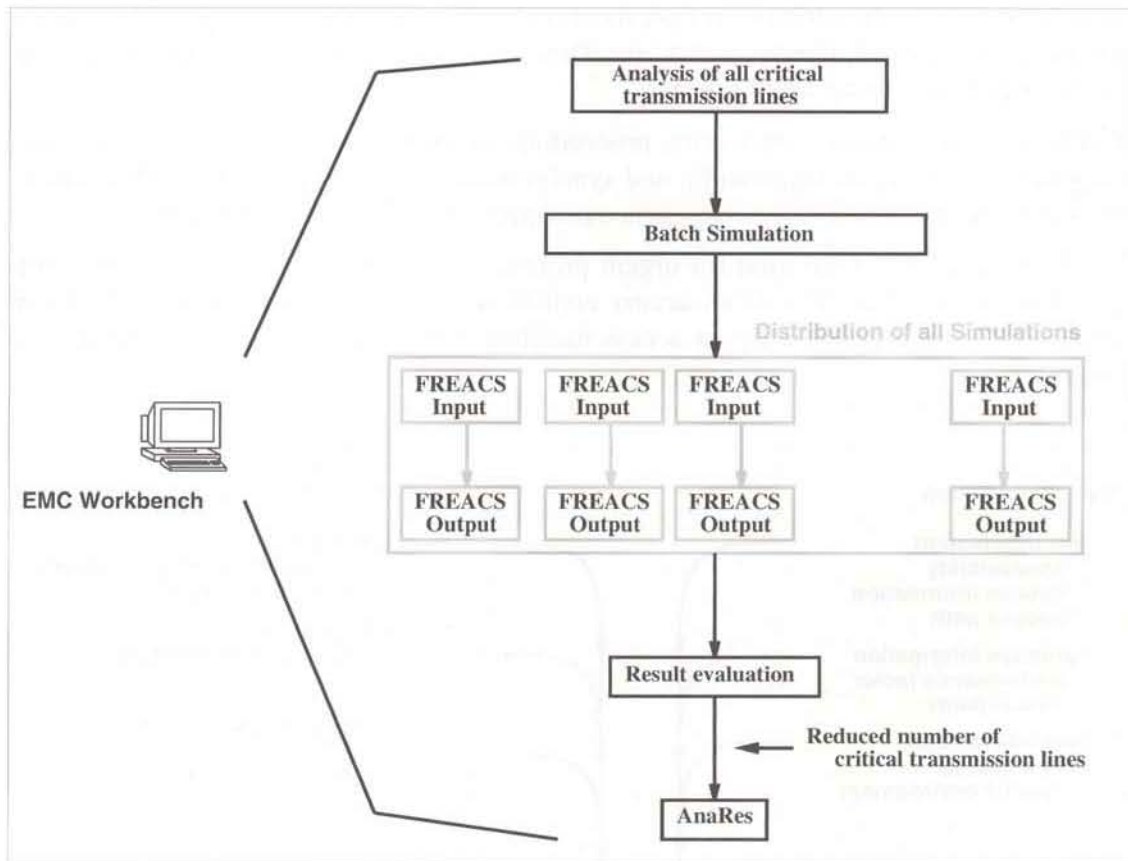 Analysis of all critical
transmission lines
Batch Simulation
Distribution of all Simulations
FREACS
Input
FREACS
Input
FREACS
Input
FREACS
Input
FREACS
Output
FREACS
Output
FREACS
Output
FREACS
Output
EMC Workbench
Result evaluation
Reduced number of
critical transmission lines
AnaRes